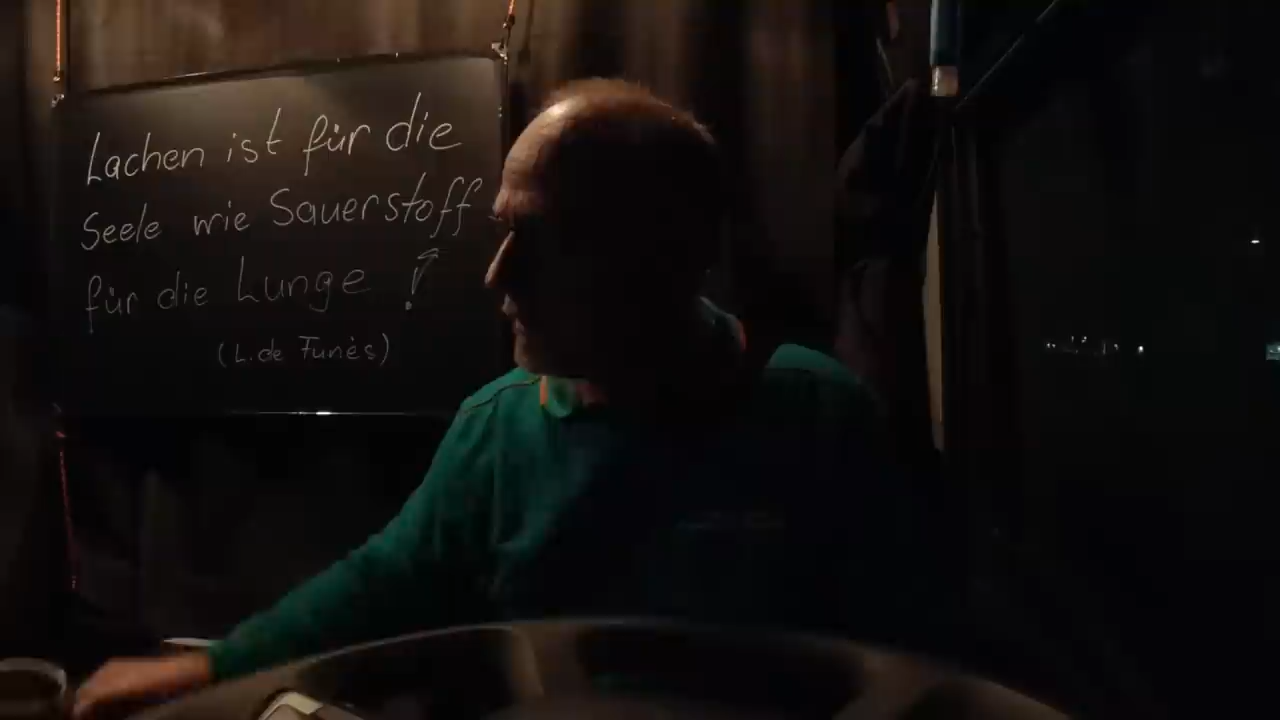 Lachen ist für die
Seele wie Sauerstoff
für die Lunge !
(L. de Funès)